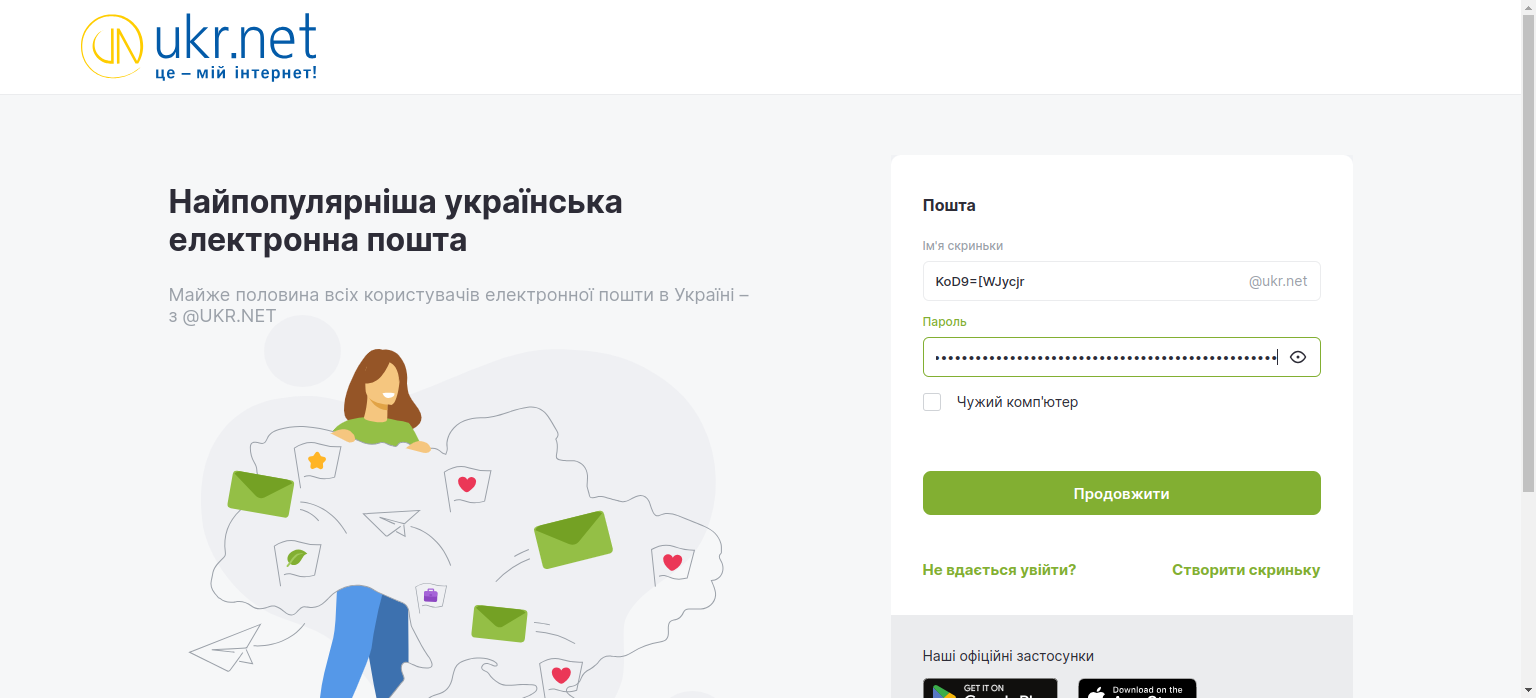 ukr.net
це – мій інтернет!
Найпопулярніша українська
електронна пошта
Майже половина всіх користувачів електронної пошти в Україні –
з @UKR.NET
Пошта
Ім'я скриньки
KoD9=[WJycjr @ukr.net
Пароль
Чужий комп'ютер
Продовжити
Не вдається увійти? Створити скриньку
Наші офіційні застосунки
GET IT ON Download on the